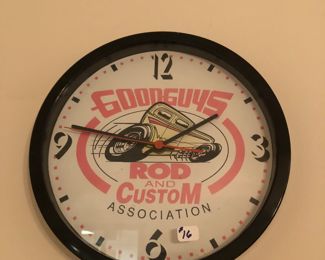 12
GOODGUYS
9
3
ROD
AND
CUSTOM
ASSOCIATION
$16
6